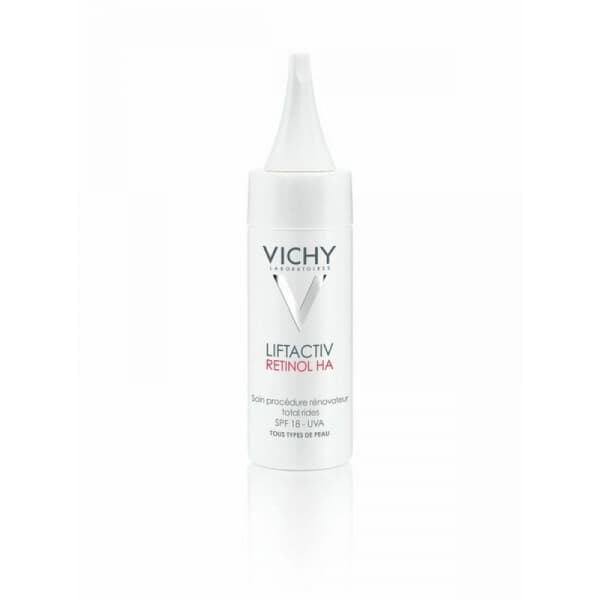 VICHY
LABORATOIRES
LIFTACTIV
RETINOL HA
Soin procédure rénovateur
total rides
SPF 18 - UVA
TOUS TYPES DE PEAU